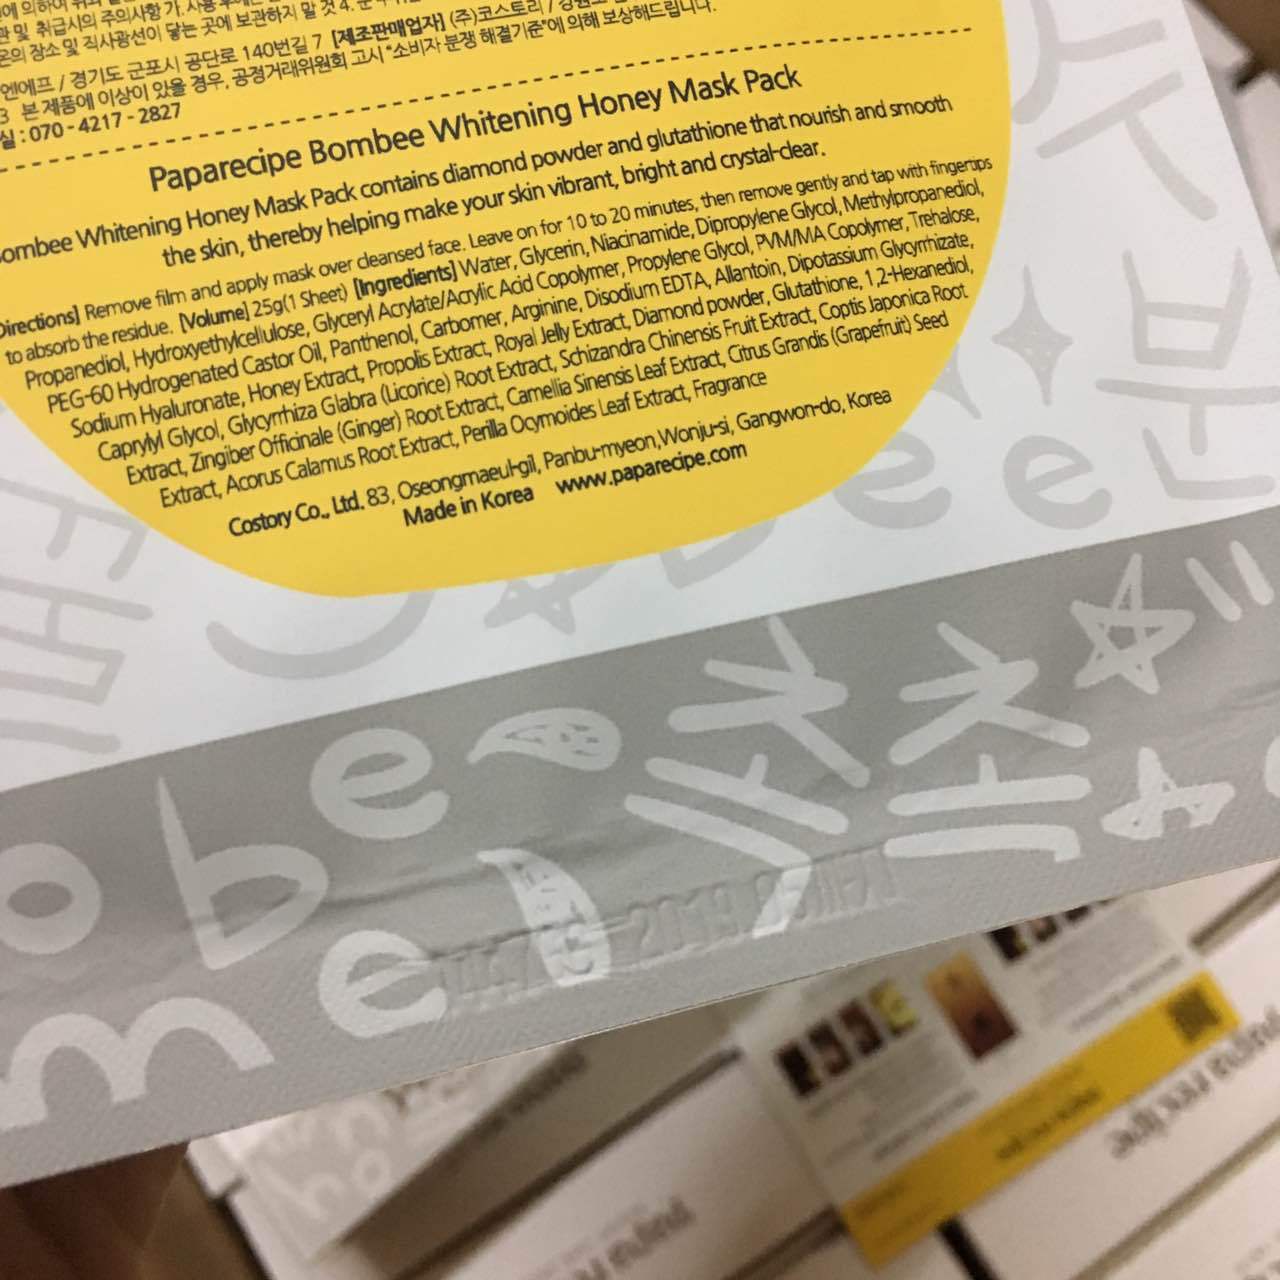 관 및 취급시의 주의사항 가. 사용 후에는
온의 장소 및 직사광선이 닿는 곳에 보관하지 말 것 4.
엔에프 / 경기도 군포시 공단로 140번길 7 [제조판매업자] (주)코스토리 / 강원도
3 본 제품에 이상이 있을 경우, 공정거래위원회 고시 "소비자 분쟁 해결기준"에 의해 보상해드립니다.
실 : 070 - 4217 - 2827
Paparecipe Bombee Whitening Honey Mask Pack
Bombee Whitening Honey Mask Pack contains diamond powder and glutathione that nourish and smooth
the skin, thereby helping make your skin vibrant, bright and crystal-clear.
Directions] Remove film and apply mask over cleansed face. Leave on for 10 to 20 minutes, then remove gently and tap with fingertips
to absorb the residue. [Volume] 25g(1 Sheet) [Ingredients] Water, Glycerin, Niacinamide, Dipropylene Glycol, Methylpropanediol,
Propanediol, Hydroxyethylcellulose, Glyceryl Acrylate/Acrylic Acid Copolymer, Propylene Glycol, PVM/MA Copolymer, Trehalose,
PEG-60 Hydrogenated Castor Oil, Panthenol, Carbomer, Arginine, Disodium EDTA, Allantoin, Dipotassium Glycyrrhizate,
Sodium Hyaluronate, Honey Extract, Propolis Extract, Royal Jelly Extract, Diamond powder, Glutathione, 1,2-Hexanediol,
Caprylyl Glycol, Glycyrrhiza Glabra (Licorice) Root Extract, Schizandra Chinensis Fruit Extract, Coptis Japonica Root
Extract, Zingiber Officinale (Ginger) Root Extract, Camellia Sinensis Leaf Extract, Citrus Grandis (Grapefruit) Seed
Extract, Acorus Calamus Root Extract, Perilla Ocymoides Leaf Extract, Fragrance
Costory Co., Ltd. 83, Oseongmaeul-gil, Panbu-myeon, Wonju-si, Gangwon-do, Korea
Made in Korea www.paparecipe.com